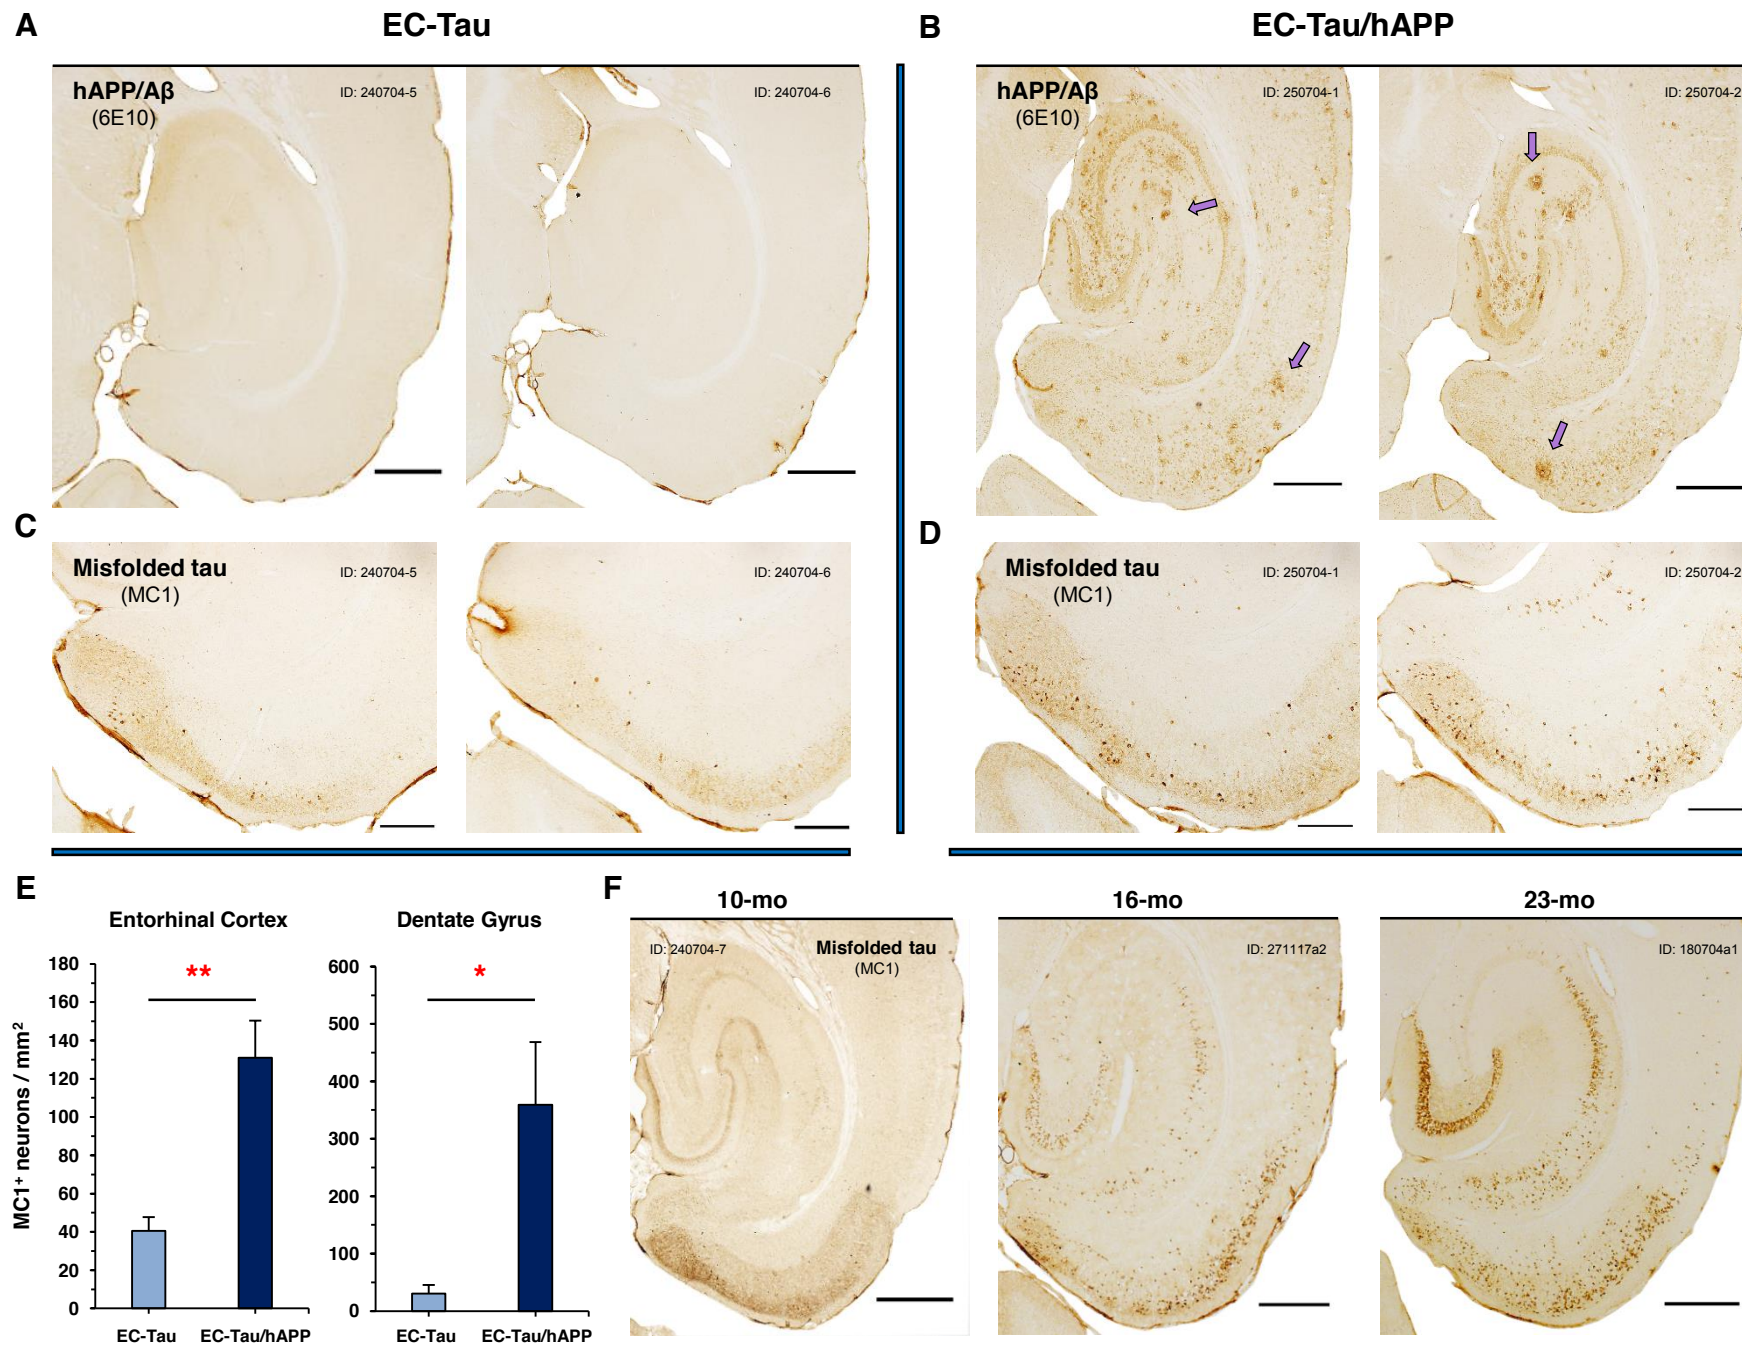 A
EC-Tau
B
EC-Tau/hAPP
hAPP/Aβ
(6E10)
ID: 240704-5
ID: 240704-6
hAPP/Aβ
(6E10)
ID: 250704-1
ID: 250704-2
C
D
Misfolded tau
(MC1)
ID: 240704-5
ID: 240704-6
Misfolded tau
(MC1)
ID: 250704-1
ID: 250704-2
E
Entorhinal Cortex
Dentate Gyrus
MC1⁺ neurons / mm²
180
160
140
120
100
80
60
40
20
0
**
EC-Tau
EC-Tau/hAPP
600
500
400
300
200
100
0
*
EC-Tau
EC-Tau/hAPP
F
10-mo
16-mo
23-mo
ID: 240704-7
Misfolded tau
(MC1)
ID: 271117a2
ID: 180704a1